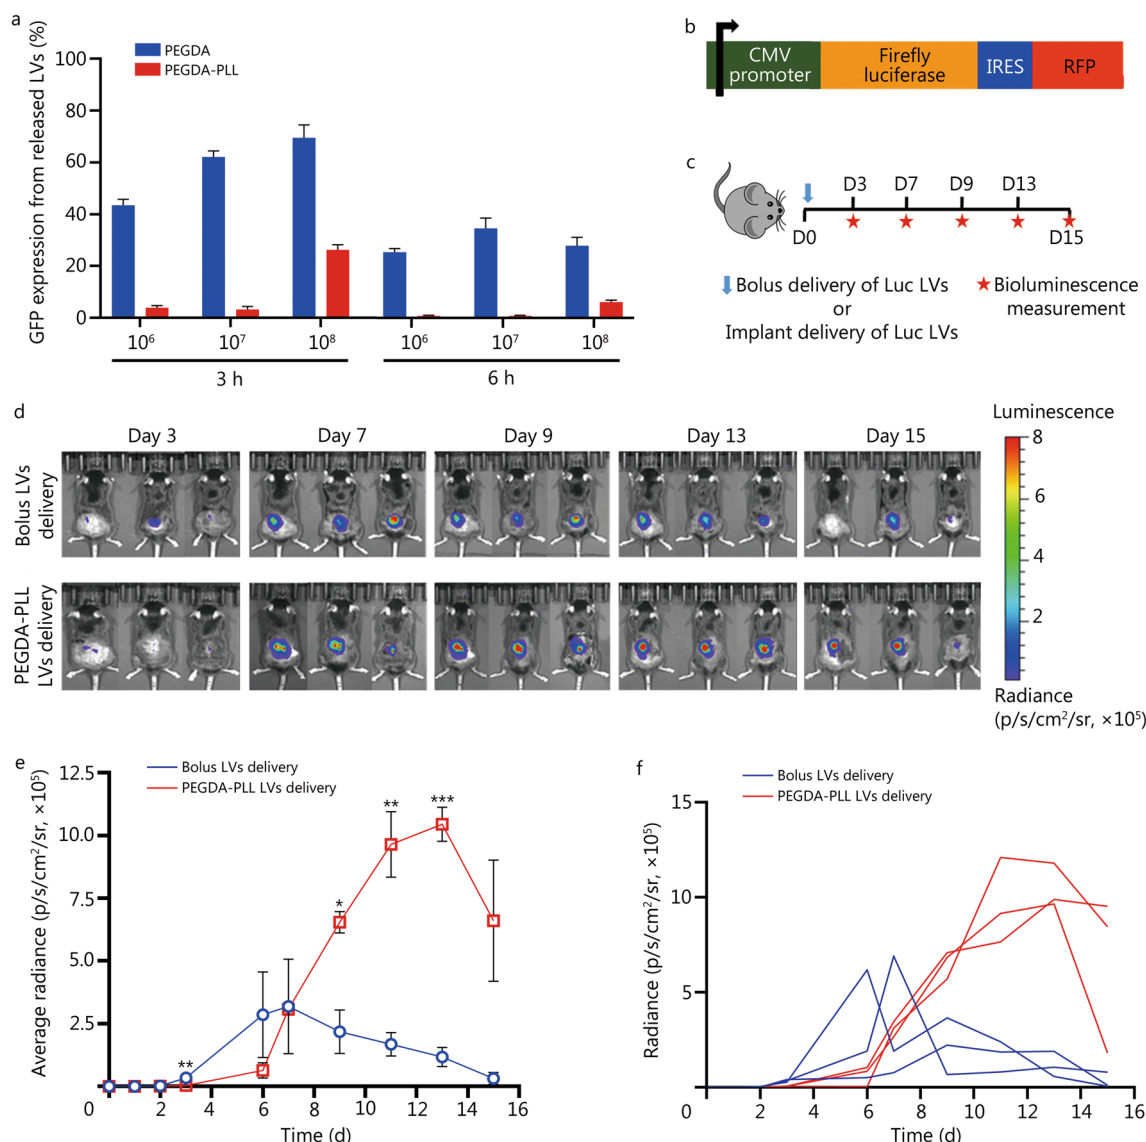 a
GFP expression from released LVs (%)
PEGDA
PEGDA-PLL
100
80
60
40
20
0
10⁶
10⁷
10⁸
10⁶
10⁷
10⁸
3 h
6 h
b
CMV
promoter
Firefly
luciferase
IRES
RFP
c
D3
D7
D9
D13
D0
D15
Bolus delivery of Luc LVs
or
Implant delivery of Luc LVs
Bioluminescence
measurement
d
Day 3
Day 7
Day 9
Day 13
Day 15
Bolus LVs
delivery
PEGDA-PLL
LVs delivery
Luminescence
8
6
4
2
Radiance
(p/s/cm²/sr, ×10⁵)
e
Bolus LVs delivery
PEGDA-PLL LVs delivery
Average radiance (p/s/cm²/sr, ×10⁵)
12.5
10.0
7.5
5.0
2.5
**
*
**
***
0
2
4
6
8
10
12
14
16
Time (d)
f
Bolus LVs delivery
PEGDA-PLL LVs delivery
Radiance (p/s/cm²/sr, ×10⁵)
15
10
5
0
2
4
6
8
10
12
14
16
Time (d)